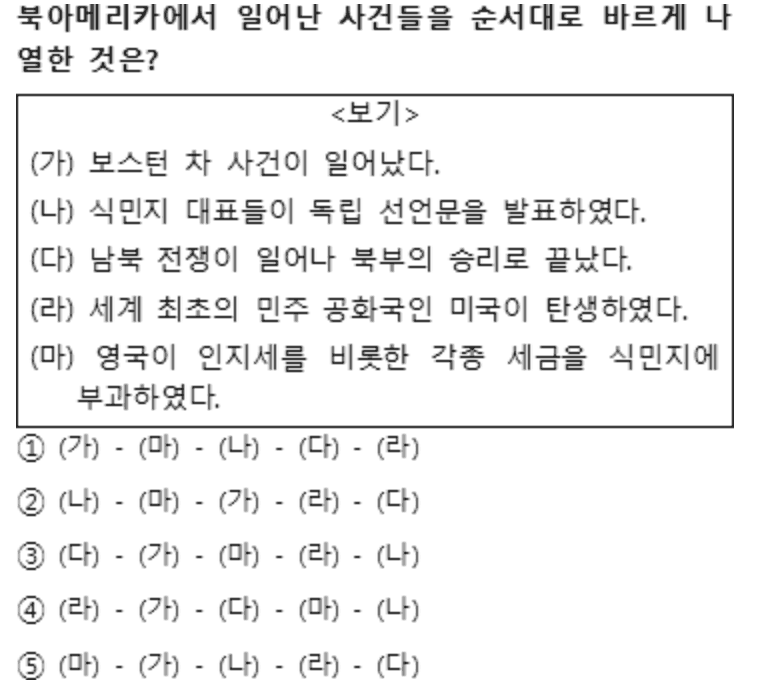 북아메리카에서 일어난 사건들을 순서대로 바르게 나
열한 것은?
<보기>
(가) 보스턴 차 사건이 일어났다.
(나) 식민지 대표들이 독립 선언문을 발표하였다.
(다) 남북 전쟁이 일어나 북부의 승리로 끝났다.
(라) 세계 최초의 민주 공화국인 미국이 탄생하였다.
(마) 영국이 인지세를 비롯한 각종 세금을 식민지에
부과하였다.
① (가) - (마) - (나) - (다) - (라)
② (나) - (마) - (가) - (라) - (다)
③ (다) - (가) - (마) - (라) - (나)
④ (라) - (가) - (다) - (마) - (나)
⑤ (마) - (가) - (나) - (라) - (다)